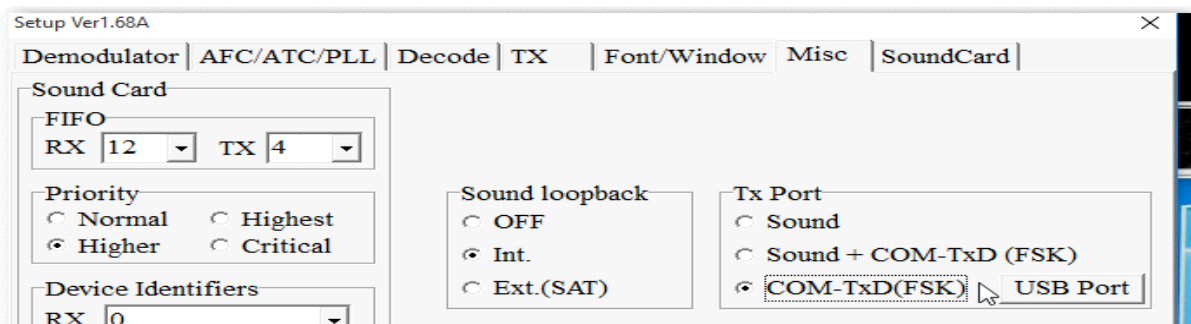 Setup Ver1.68A
Demodulator AFC/ATC/PLL Decode TX Font/Window Misc SoundCard
Sound Card
FIFO
RX 12 TX 4
Priority
Normal Highest
Higher Critical
Device Identifiers
RX 0
Sound loopback
OFF
Int.
Ext.(SAT)
Tx Port
Sound
Sound + COM-TxD (FSK)
COM-TxD(FSK) USB Port